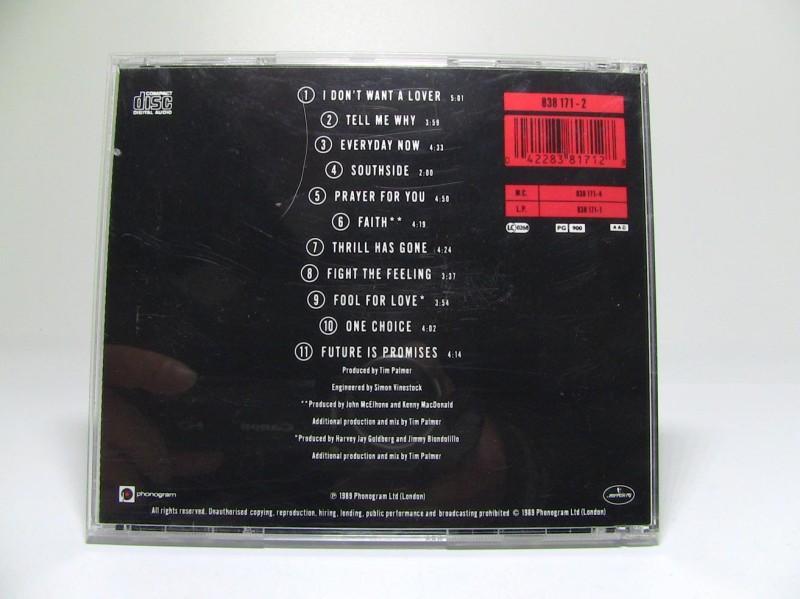 COMPACT
disc
DIGITAL AUDIO
1 I DON'T WANT A LOVER 5:01
2 TELL ME WHY 3:59
3 EVERYDAY NOW 4:33
4 SOUTHSIDE 2:00
5 PRAYER FOR YOU 4:50
6 FAITH** 4:19
7 THRILL HAS GONE 4:24
8 FIGHT THE FEELING 3:37
9 FOOL FOR LOVE* 3:54
10 ONE CHOICE 4:02
11 FUTURE IS PROMISES 4:14
Produced by Tim Palmer
Engineered by Simon Vinestock
**Produced by John McElhone and Kenny MacDonald
Additional production and mix by Tim Palmer
*Produced by Harvey Jay Goldberg and Jimmy Biondolillo
Additional production and mix by Tim Palmer
838 171-2
0 42283 81712 8
M.C. 838 171-4
L.P. 838 171-1
LC 0268 PG 900 AAD
phonogram
℗ 1989 Phonogram Ltd (London)
All rights reserved. Unauthorised copying, reproduction, hiring, lending, public performance and broadcasting prohibited © 1989 Phonogram Ltd (London)